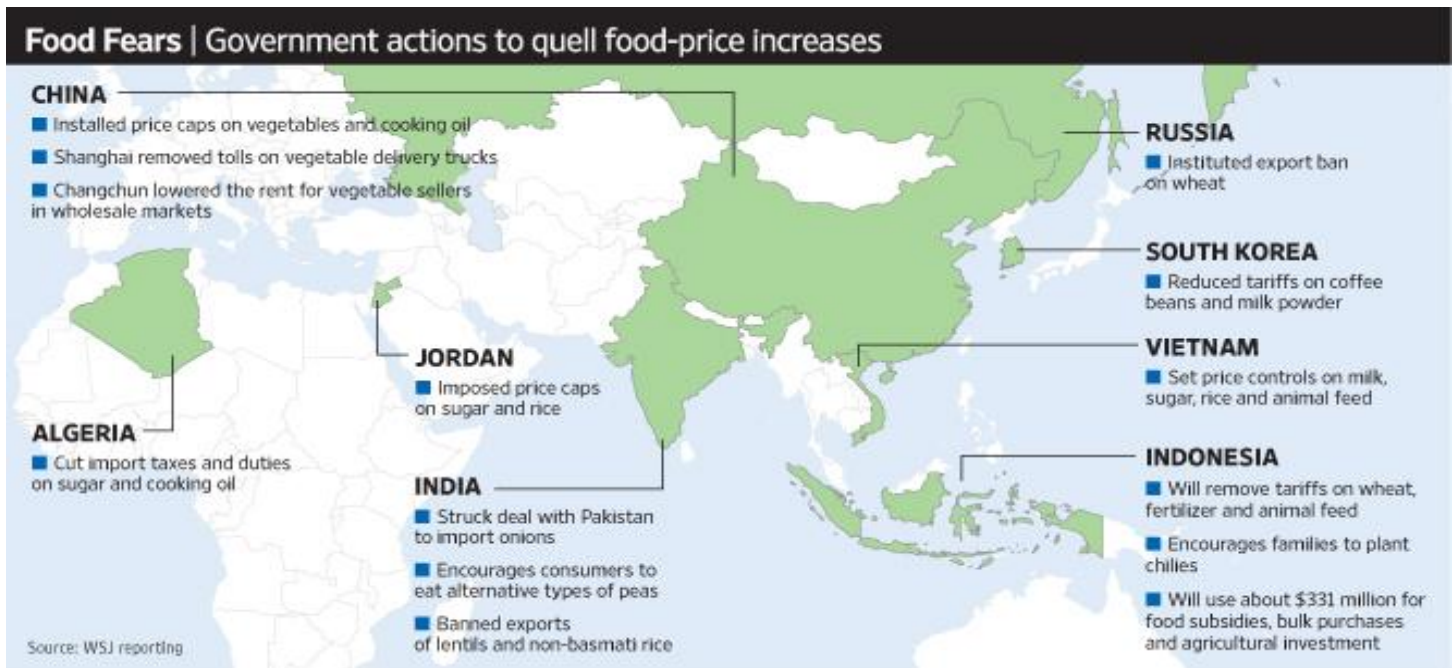 Food Fears | Government actions to quell food-price increases
CHINA
Installed price caps on vegetables and cooking oil
Shanghai removed tolls on vegetable delivery trucks
Changchun lowered the rent for vegetable sellers
in wholesale markets
RUSSIA
Instituted export ban
on wheat
SOUTH KOREA
Reduced tariffs on coffee
beans and milk powder
VIETNAM
Set price controls on milk,
sugar, rice and animal feed
JORDAN
Imposed price caps
on sugar and rice
ALGERIA
Cut import taxes and duties
on sugar and cooking oil
INDIA
Struck deal with Pakistan
to import onions
Encourages consumers to
eat alternative types of peas
Banned exports
of lentils and non-basmati rice
INDONESIA
Will remove tariffs on wheat,
fertilizer and animal feed
Encourages families to plant
chilies
Will use about $331 million for
food subsidies, bulk purchases
and agricultural investment
Source: WSJ reporting